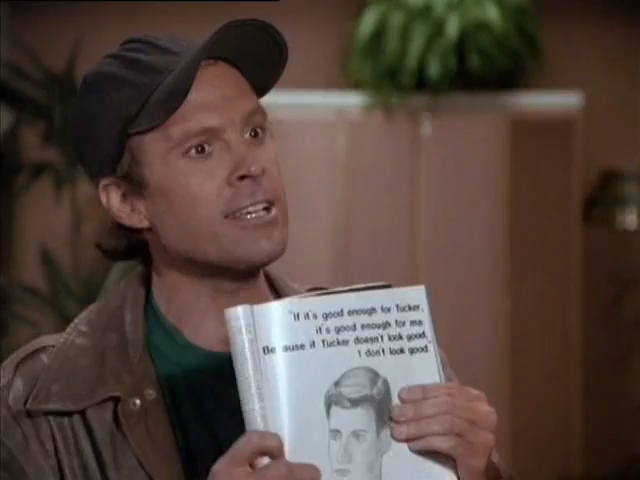 "If it's good enough for Tucker,
it's good enough for me.
Because if Tucker doesn't look good,
I don't look good."